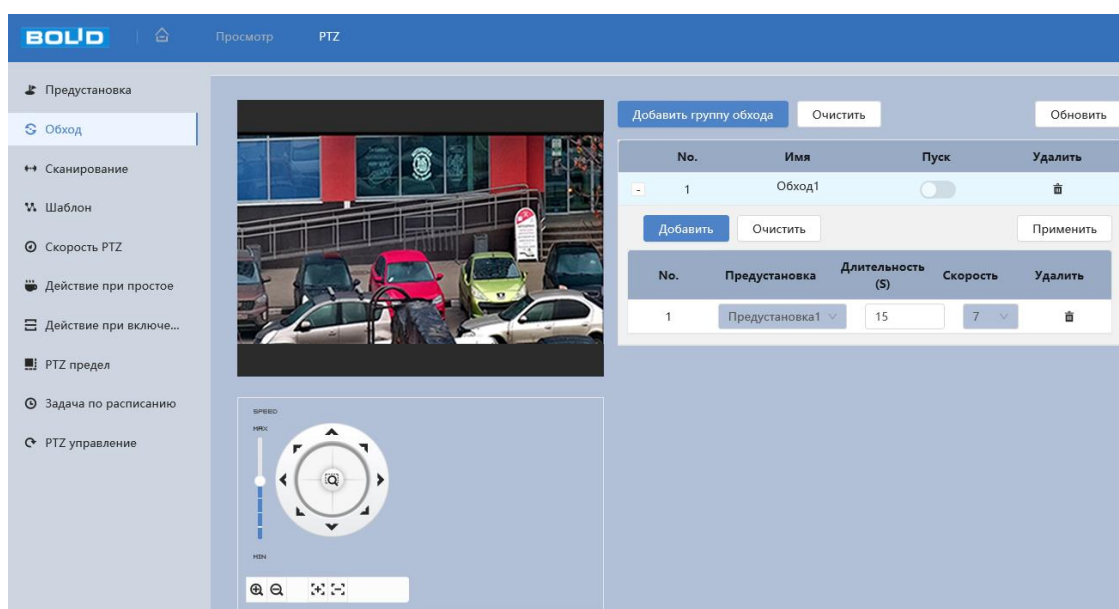 BOLID
Просмотр
PTZ
Предустановка
Обход
Сканирование
Шаблон
Скорость PTZ
Действие при простое
Действие при включе...
PTZ предел
Задача по расписанию
PTZ управление
Добавить группу обхода
Очистить
Обновить
No. Имя Пуск Удалить
- 1 Обход1
Добавить
Очистить
Применить
No. Предустановка Длительность (S) Скорость Удалить
1 Предустановка1 15 7
SPEED
MAX
MIN